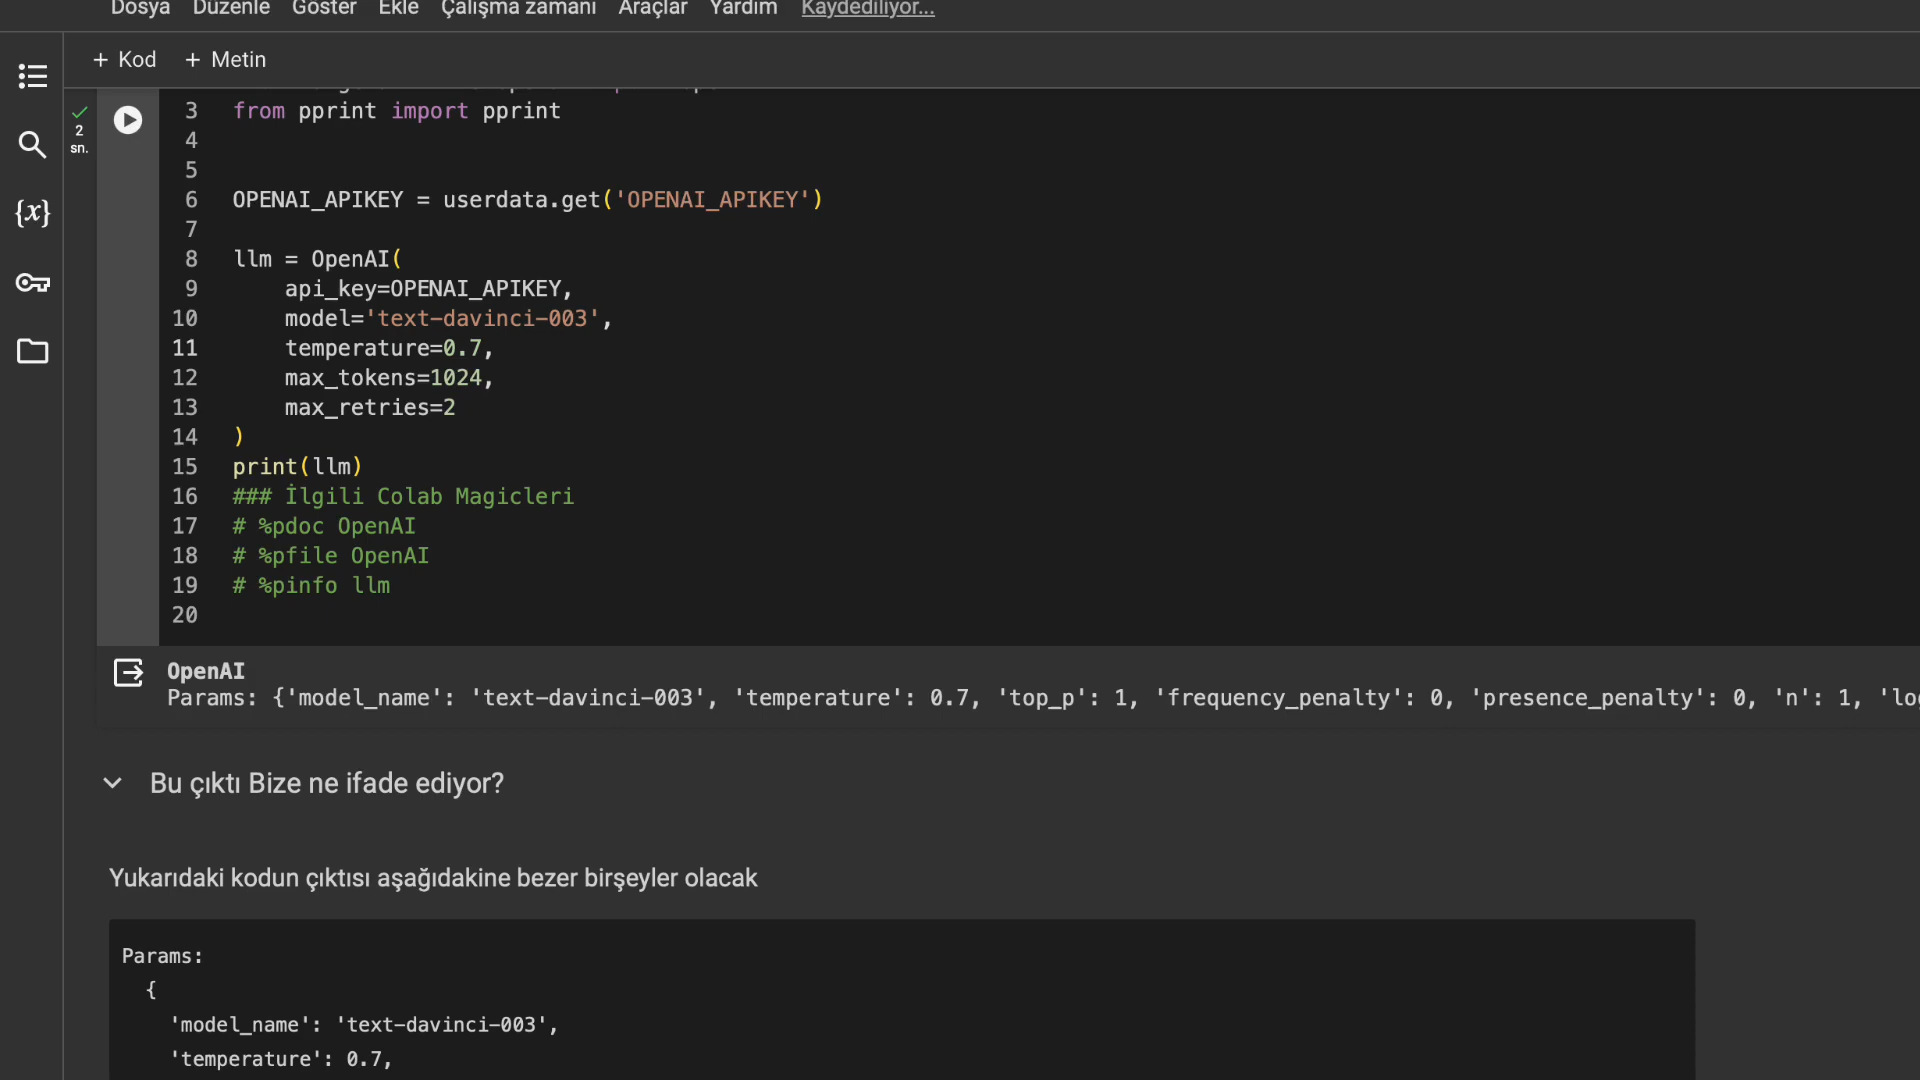 Dosya Düzenle Göster Ekle Çalışma zamanı Araçlar Yardım Kaydediliyor...
+ Kod + Metin
2
sn.
3 from pprint import pprint
4
5
6 OPENAI_APIKEY = userdata.get('OPENAI_APIKEY')
7
8 llm = OpenAI(
9 api_key=OPENAI_APIKEY,
10 model='text-davinci-003',
11 temperature=0.7,
12 max_tokens=1024,
13 max_retries=2
14 )
15 print(llm)
16 ### İlgili Colab Magicleri
17 # %pdoc OpenAI
18 # %pfile OpenAI
19 # %pinfo llm
20
OpenAI
Params: {'model_name': 'text-davinci-003', 'temperature': 0.7, 'top_p': 1, 'frequency_penalty': 0, 'presence_penalty': 0, 'n': 1,
Bu çıktı Bize ne ifade ediyor?
Yukarıdaki kodun çıktısı aşağıdakine bezer birşeyler olacak
Params:
{
'model_name': 'text-davinci-003',
'temperature': 0.7,